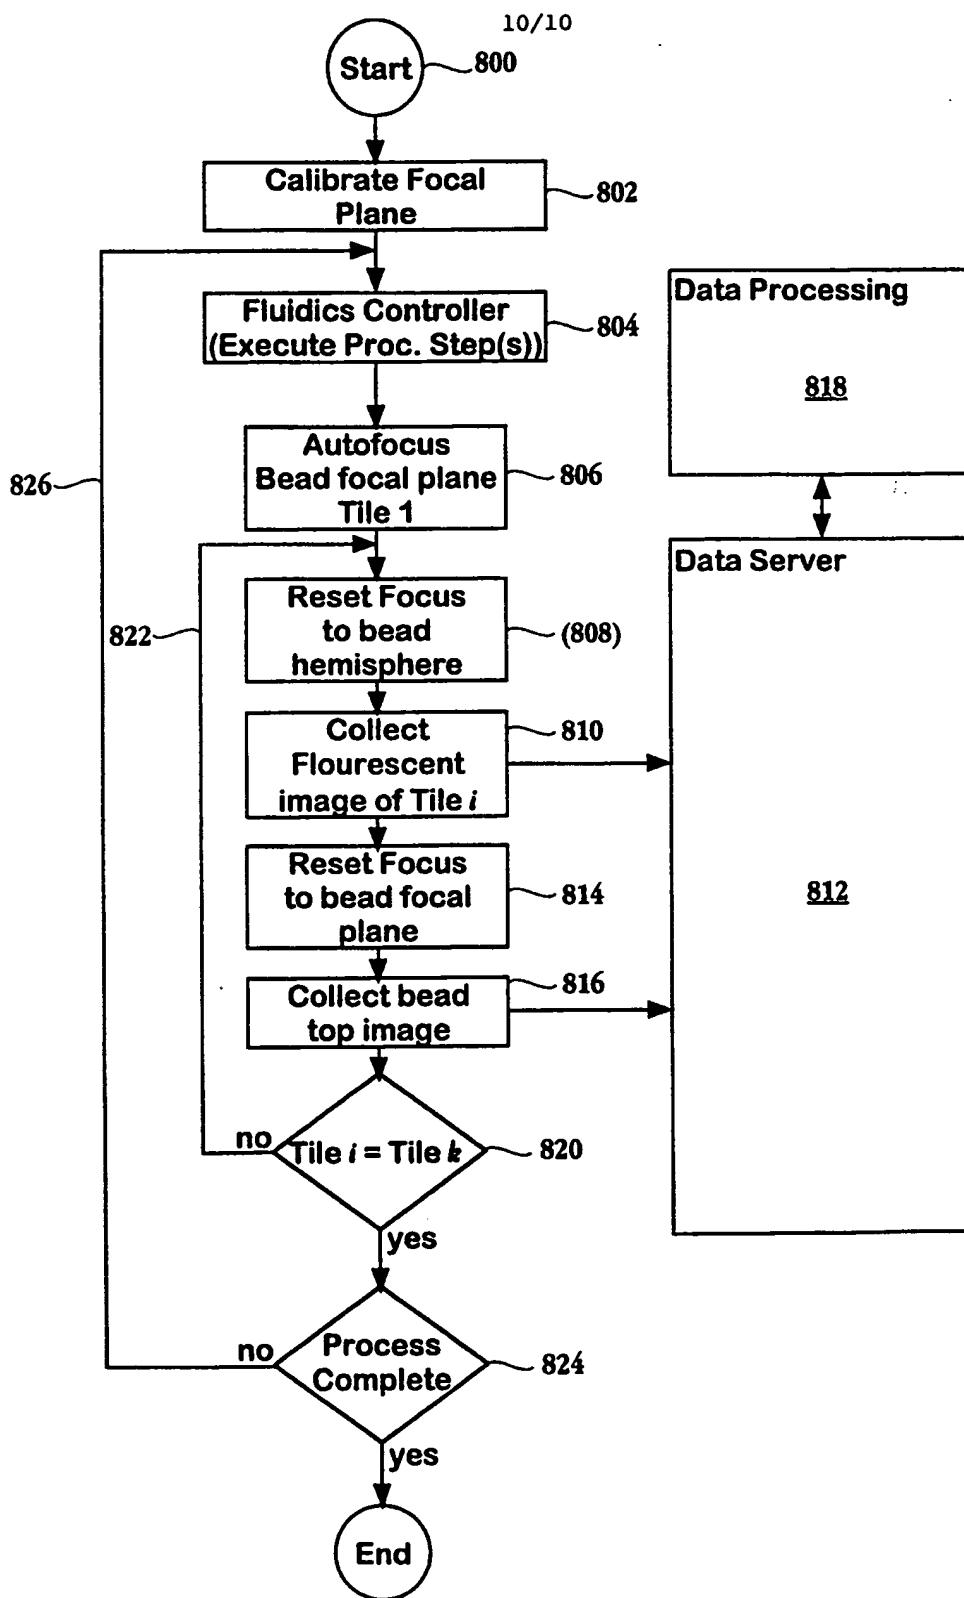 10/10
Start
800
Calibrate Focal
Plane
802
Fluidics Controller
(Execute Proc. Step(s))
804
Data Processing
818
Autofocus
Bead focal plane
Tile 1
806
826
Data Server
812
Reset Focus
to bead
hemisphere
(808)
822
Collect
Flourescent
image of Tile i
810
Reset Focus
to bead focal
plane
814
Collect bead
top image
816
Tile i = Tile k
820
no
yes
Process
Complete
824
no
yes
End